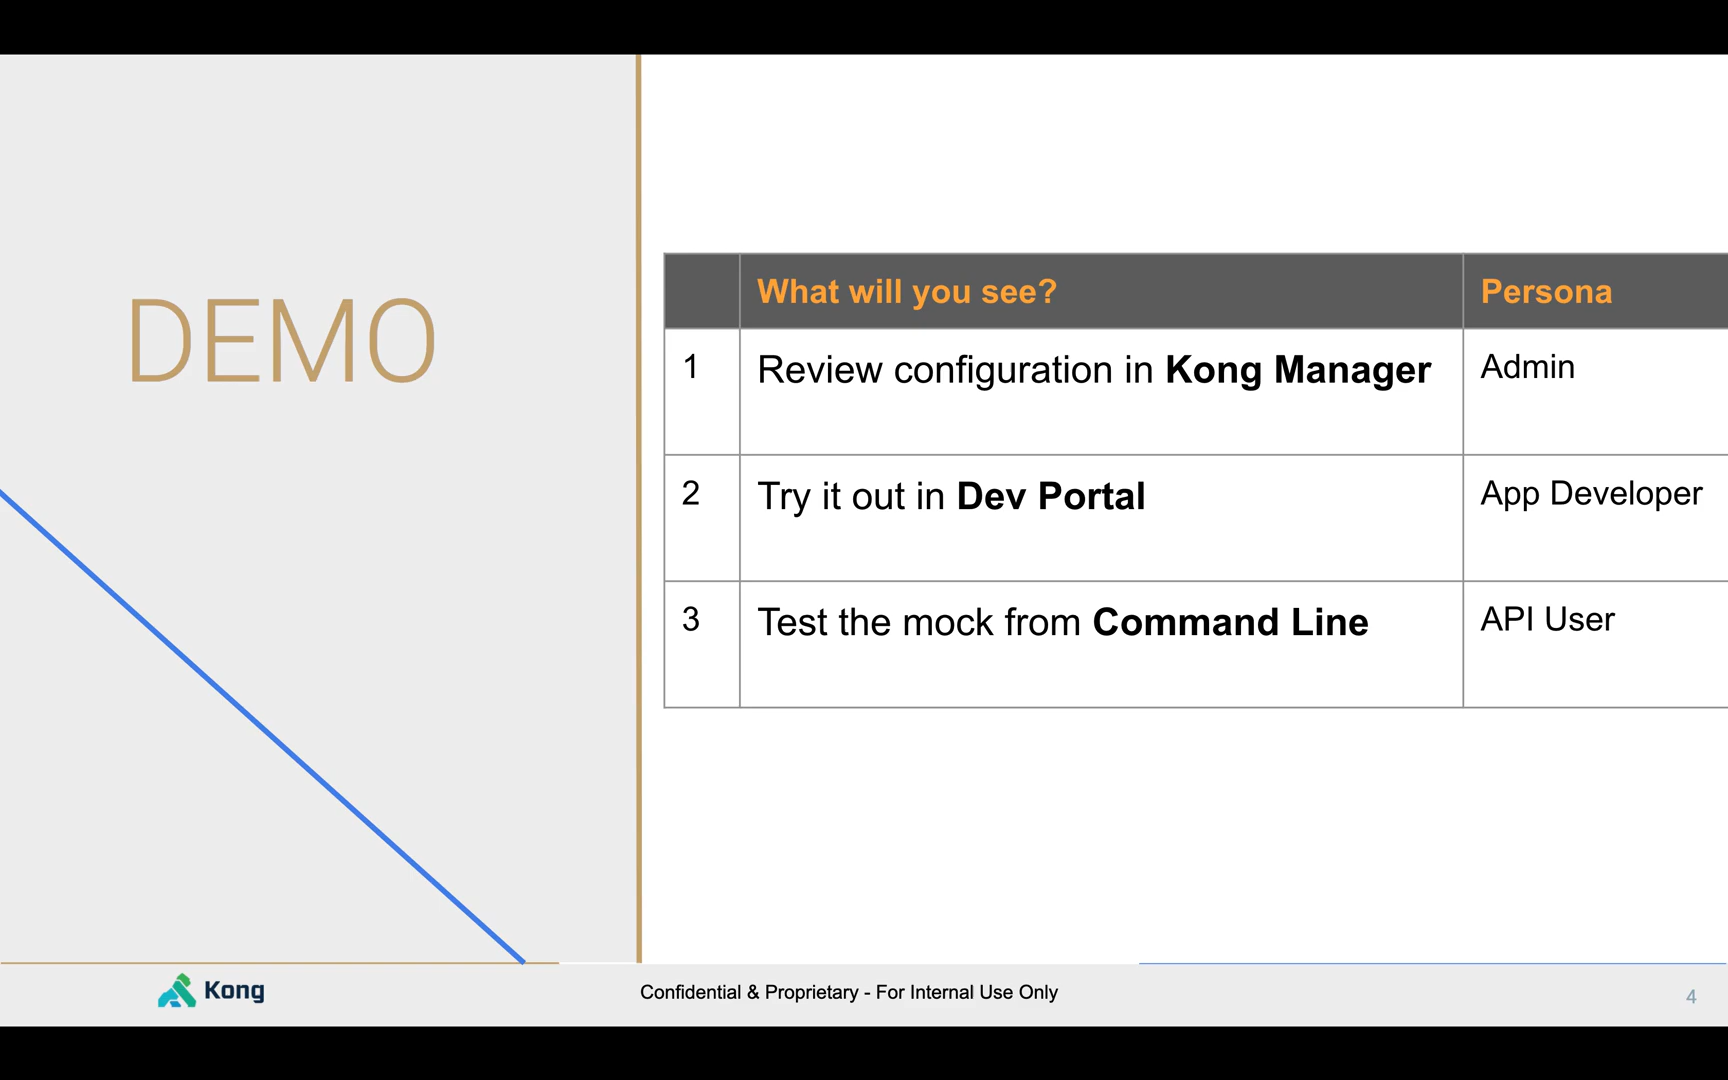 DEMO
What will you see? Persona
1 Review configuration in Kong Manager Admin
2 Try it out in Dev Portal App Developer
3 Test the mock from Command Line API User
Kong
Confidential & Proprietary - For Internal Use Only
4